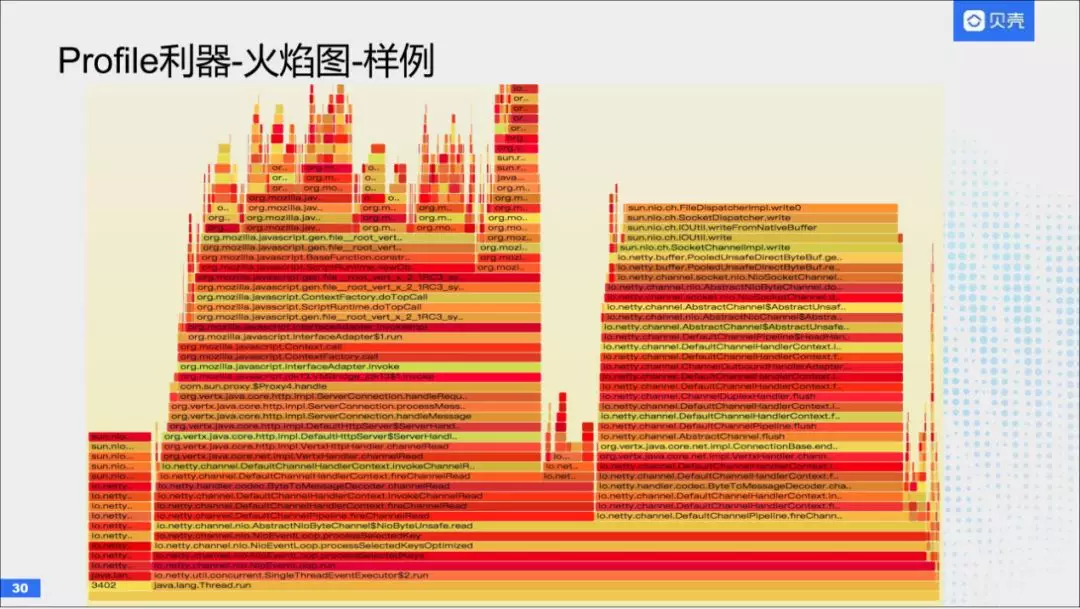 贝壳
Profile利器-火焰图-样例
io..
or..
or..
or..
or..
org.
org.c
sun.r..
sun.r..
java..
org.m..
or.. org.m.. o.. org.m..
or.. org.mo.. o.. org.m..
org.mozilla.jav.. org.m..
o.. org.mozilla.jav.. org.m.. org.m.. org.m..
org.. org.mozilla.jav.. org.m.. org.m.. org.mo..
org.. org.mozilla.jav.. org.m.. org.m.. org.mo..
org.mozilla.javascript.gen.file__root_vert.. org.moz..
org.mozilla.javascript.gen.file__root_vert.. org.mozi..
org.mozilla.javascript.BaseFunction.constr.. org.mozi..
org.mozilla.javascript.ScriptRuntime.newOb.. org.mozi..
org.mozilla.javascript.gen.file__root_vert_x_2_1RC3_sy..
org.mozilla.javascript.gen.file__root_vert_x_2_1RC3_sy..
org.mozilla.javascript.ContextFactory.doTopCall
org.mozilla.javascript.ScriptRuntime.doTopCall
org.mozilla.javascript.gen.file__root_vert_x_2_1RC3_sy..
org.mozilla.javascript.InterfaceAdapter.invokeImpl
org.mozilla.javascript.InterfaceAdapter$1.run
org.mozilla.javascript.Context.call
org.mozilla.javascript.ContextFactory.call
org.mozilla.javascript.InterfaceAdapter.invoke
com.sun.proxy.$Proxy4.handle
org.vertx.java.core.http.impl.ServerConnection.handleRequ..
org.vertx.java.core.http.impl.ServerConnection.processMess..
org.vertx.java.core.http.impl.ServerConnection.handleMessage
org.vertx.java.core.http.impl.DefaultHttpServer$ServerHand..
sun.nio... org.vertx.java.core.http.impl.DefaultHttpServer$ServerHandl..
sun.nio... org.vertx.java.core.http.impl.VertxHttpHandler.channelRead
sun.nio... org.vertx.java.core.net.impl.VertxHandler.channelRead
sun.nio... io.netty.channel.DefaultChannelHandlerContext.invokeChannelR..
sun.nio... io.netty.channel.DefaultChannelHandlerContext.fireChannelRead
io.netty.. io.netty.handler.codec.ByteToMessageDecoder.channelRead
io.netty.. io.netty.channel.DefaultChannelHandlerContext.invokeChannelRead
io.netty.. io.netty.channel.DefaultChannelHandlerContext.fireChannelRead
io.netty.. io.netty.channel.DefaultChannelPipeline.fireChannelRead
io.netty.. io.netty.channel.nio.AbstractNioByteChannel$NioByteUnsafe.read
io.netty.. io.netty.channel.nio.NioEventLoop.processSelectedKey
io.netty.. io.netty.channel.nio.NioEventLoop.processSelectedKeysOptimized
io.netty.. io.netty.channel.nio.NioEventLoop.processSelectedKeys
io.netty.. io.netty.channel.nio.NioEventLoop.run
java.lan.. io.netty.util.concurrent.SingleThreadEventExecutor$2.run
3402 java.lang.Thread.run
io...
io.net..
io.net..
sun.nio.ch.FileDispatcherImpl.write0
sun.nio.ch.SocketDispatcher.write
sun.nio.ch.IOUtil.writeFromNativeBuffer
sun.nio.ch.IOUtil.write
sun.nio.ch.SocketChannelImpl.write
io.netty.buffer.PooledUnsafeDirectByteBuf.ge..
io.netty.buffer.PooledUnsafeDirectByteBuf.re..
io.netty.channel.socket.nio.NioSocketChannel..
io.netty.channel.nio.AbstractNioByteChannel.do..
io.netty.channel.socket.nio.NioSocketChannel.d..
io.netty.channel.AbstractChannel$AbstractUnsaf..
io.netty.channel.nio.AbstractNioChannel$Abstra..
io.netty.channel.AbstractChannel$AbstractUnsafe..
io.netty.channel.DefaultChannelPipeline$HeadHan..
io.netty.channel.DefaultChannelHandlerContext.i..
io.netty.channel.DefaultChannelHandlerContext.f..
io.netty.channel.ChannelOutboundHandlerAdapter..
io.netty.channel.DefaultChannelHandlerContext.i..
io.netty.channel.DefaultChannelHandlerContext.f..
io.netty.channel.ChannelDuplexHandler.flush
io.netty.channel.DefaultChannelHandlerContext.i..
io.netty.channel.DefaultChannelHandlerContext.f..
io.netty.channel.DefaultChannelPipeline.flush
io.netty.channel.AbstractChannel.flush
org.vertx.java.core.net.impl.ConnectionBase.end..
org.vertx.java.core.net.impl.VertxHandler.chann..
io.netty.channel.DefaultChannelHandlerContext.i..
io.netty.channel.DefaultChannelHandlerContext.f..
io.netty.handler.codec.ByteToMessageDecoder.cha..
io.netty.channel.DefaultChannelHandlerContext.in..
io.netty.channel.DefaultChannelHandlerContext.f..
io.netty.channel.DefaultChannelPipeline.fireChann..
30